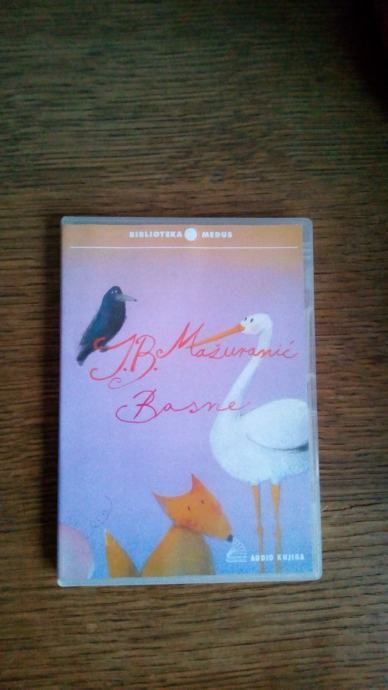 BIBLIOTEKA MEDUS
I. B. Mažuranić
Basne
AUDIO KNJIGA